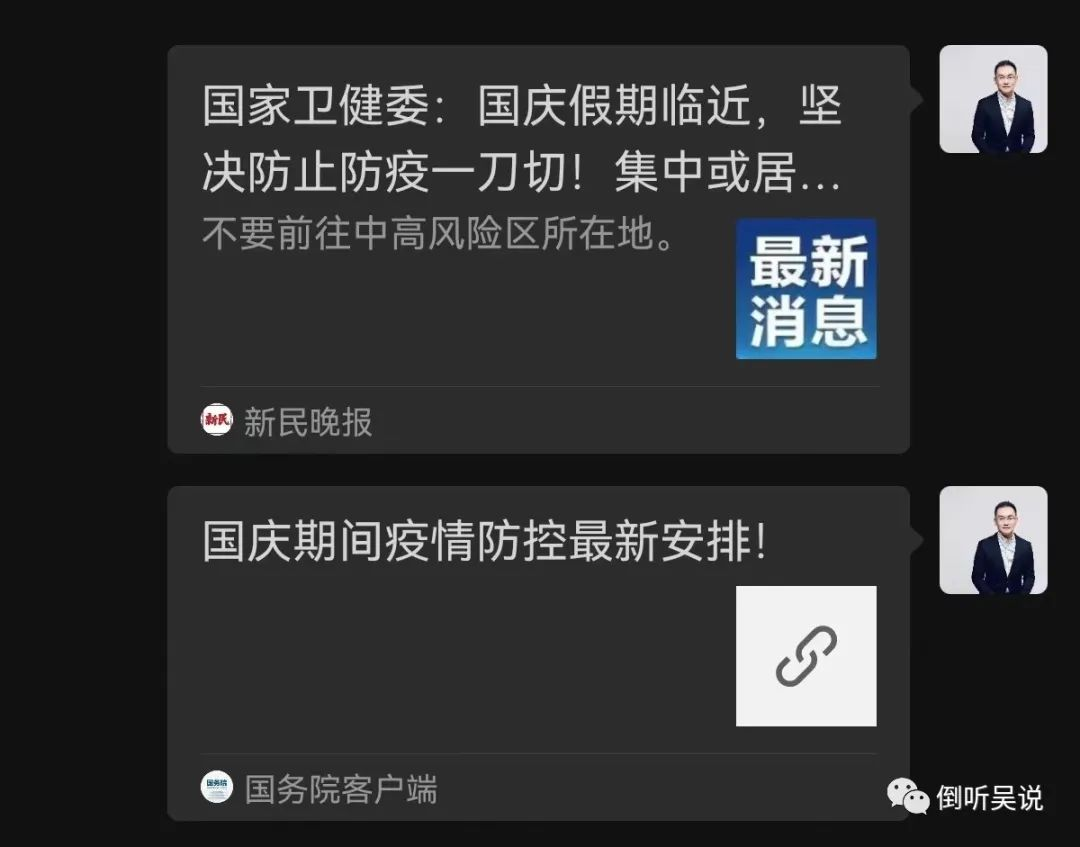 国家卫健委：国庆假期临近，坚
决防止防疫一刀切！集中或居...
不要前往中高风险区所在地。
最新
消息
新民
新民晚报
国庆期间疫情防控最新安排！
国务院
国务院客户端
倒听吴说